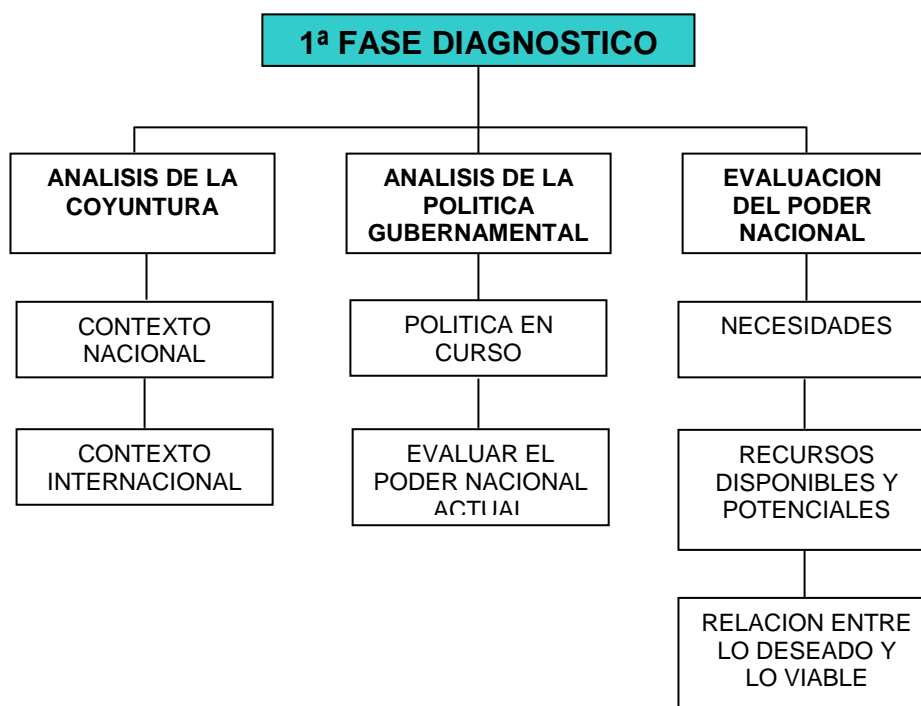 1ª FASE DIAGNOSTICO
ANALISIS DE LA
COYUNTURA
ANALISIS DE LA
POLITICA
GUBERNAMENTAL
EVALUACION
DEL PODER
NACIONAL
CONTEXTO
NACIONAL
POLITICA EN
CURSO
NECESIDADES
CONTEXTO
INTERNACIONAL
EVALUAR EL
PODER NACIONAL
ACTUAL
RECURSOS
DISPONIBLES Y
POTENCIALES
RELACION ENTRE
LO DESEADO Y
LO VIABLE